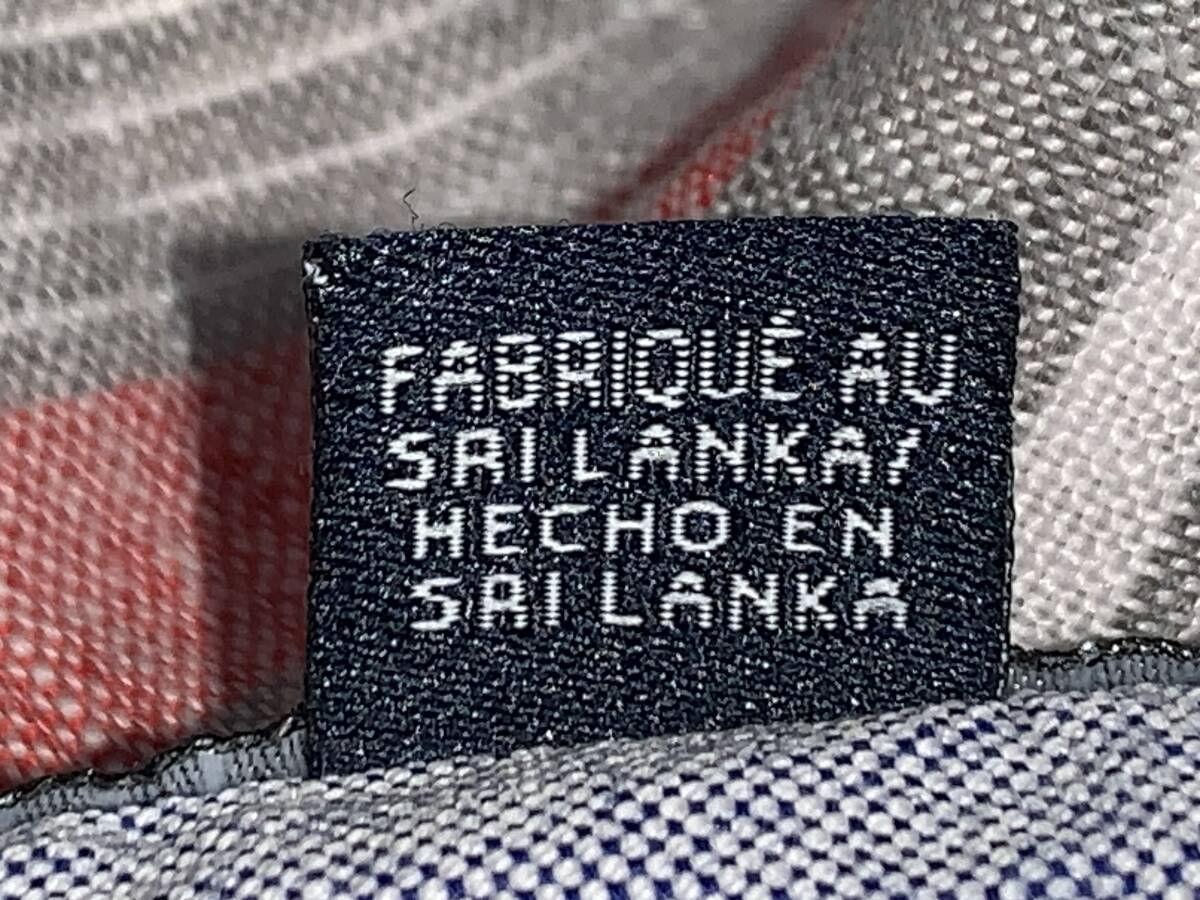 FABRIQUÉ AU
SRI LANKA/
HECHO EN
SRI LANKA